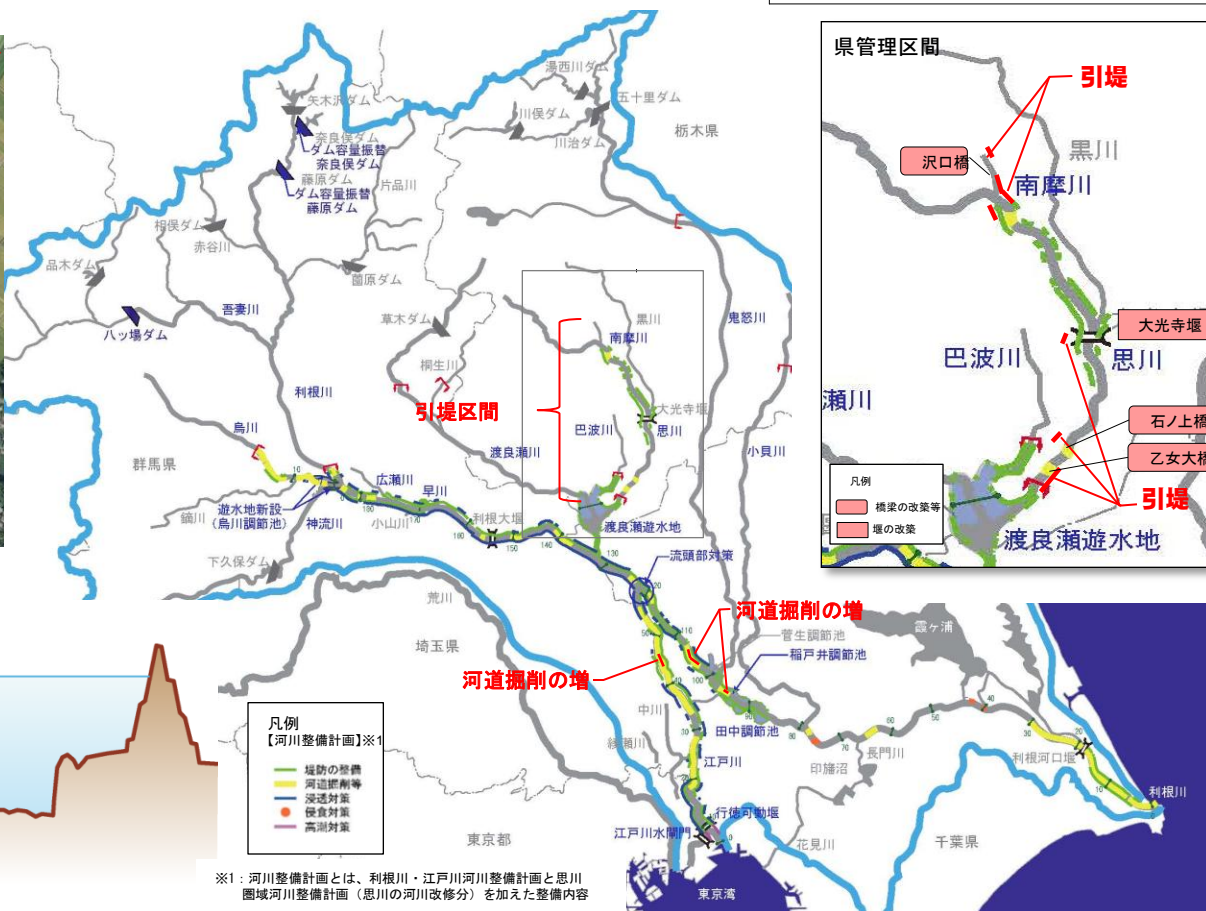 湯西川ダム
五十里ダム
川俣ダム
川治ダム
栃木県
矢木沢ダム
奈良俣ダム
ダム容量振替
奈良俣ダム
藤原ダム
ダム容量振替
藤原ダム
片品川
相俣ダム
赤谷川
品木ダム
薗原ダム
八ッ場ダム
吾妻川
草木ダム
桐生川
利根川
引堤区間
南摩川
黒川
鬼怒川
大光寺堰
思川
巴波川
小貝川
渡良瀬川
烏川
群馬県
10
広瀬川
早川
遊水地新設
(烏川調節池)
180
170
小山川
利根大堰
160
150
140
130
渡良瀬遊水地
鏑川
神流川
下久保ダム
流頭部対策
荒川
埼玉県
河道掘削の増
菅生調節池
稲戸井調節池
霞ヶ浦
河道掘削の増
110
100
90
80
70
60
50
40
30
20
10
0
中川
綾瀬川
田中調節池
江戸川
印旛沼
長門川
利根河口堰
利根川
行徳可動堰
江戸川水閘門
東京都
花見川
千葉県
東京湾
凡例
【河川整備計画】※1
堤防の整備
河道掘削等
浸透対策
侵食対策
高潮対策
※1:河川整備計画とは、利根川・江戸川河川整備計画と思川
圏域河川整備計画(思川の河川改修分)を加えた整備内容
県管理区間
引堤
黒川
沢口橋
南摩川
大光寺堰
巴波川
思川
瀬川
石ノ上橋
乙女大橋
引堤
凡例
橋梁の改築等
堰の改築
渡良瀬遊水地